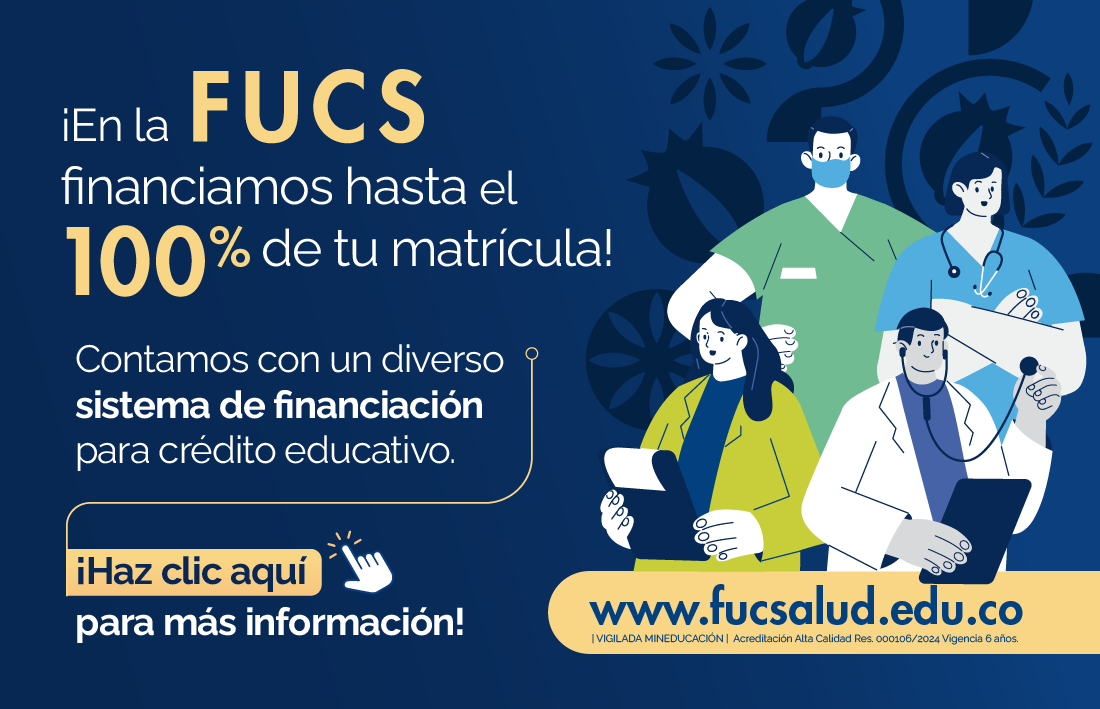 ¡En la FUCS
financiamos hasta el
100% de tu matrícula!
Contamos con un diverso
sistema de financiación
para crédito educativo.
¡Haz clic aquí
para más información!
www.fucsalud.edu.co
| VIGILADA MINEDUCACIÓN | Acreditación Alta Calidad Res. 000106/2024 Vigencia 6 años.